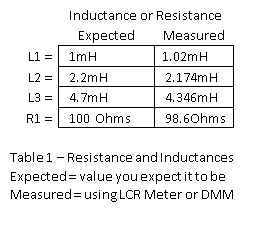 Inductance or Resistance
Expected Measured
L1 = 1mH 1.02mH
L2 = 2.2mH 2.174mH
L3 = 4.7mH 4.346mH
R1 = 100 Ohms 98.6Ohms
Table 1 – Resistance and Inductances
Expected = value you expect it to be
Measured = using LCR Meter or DMM